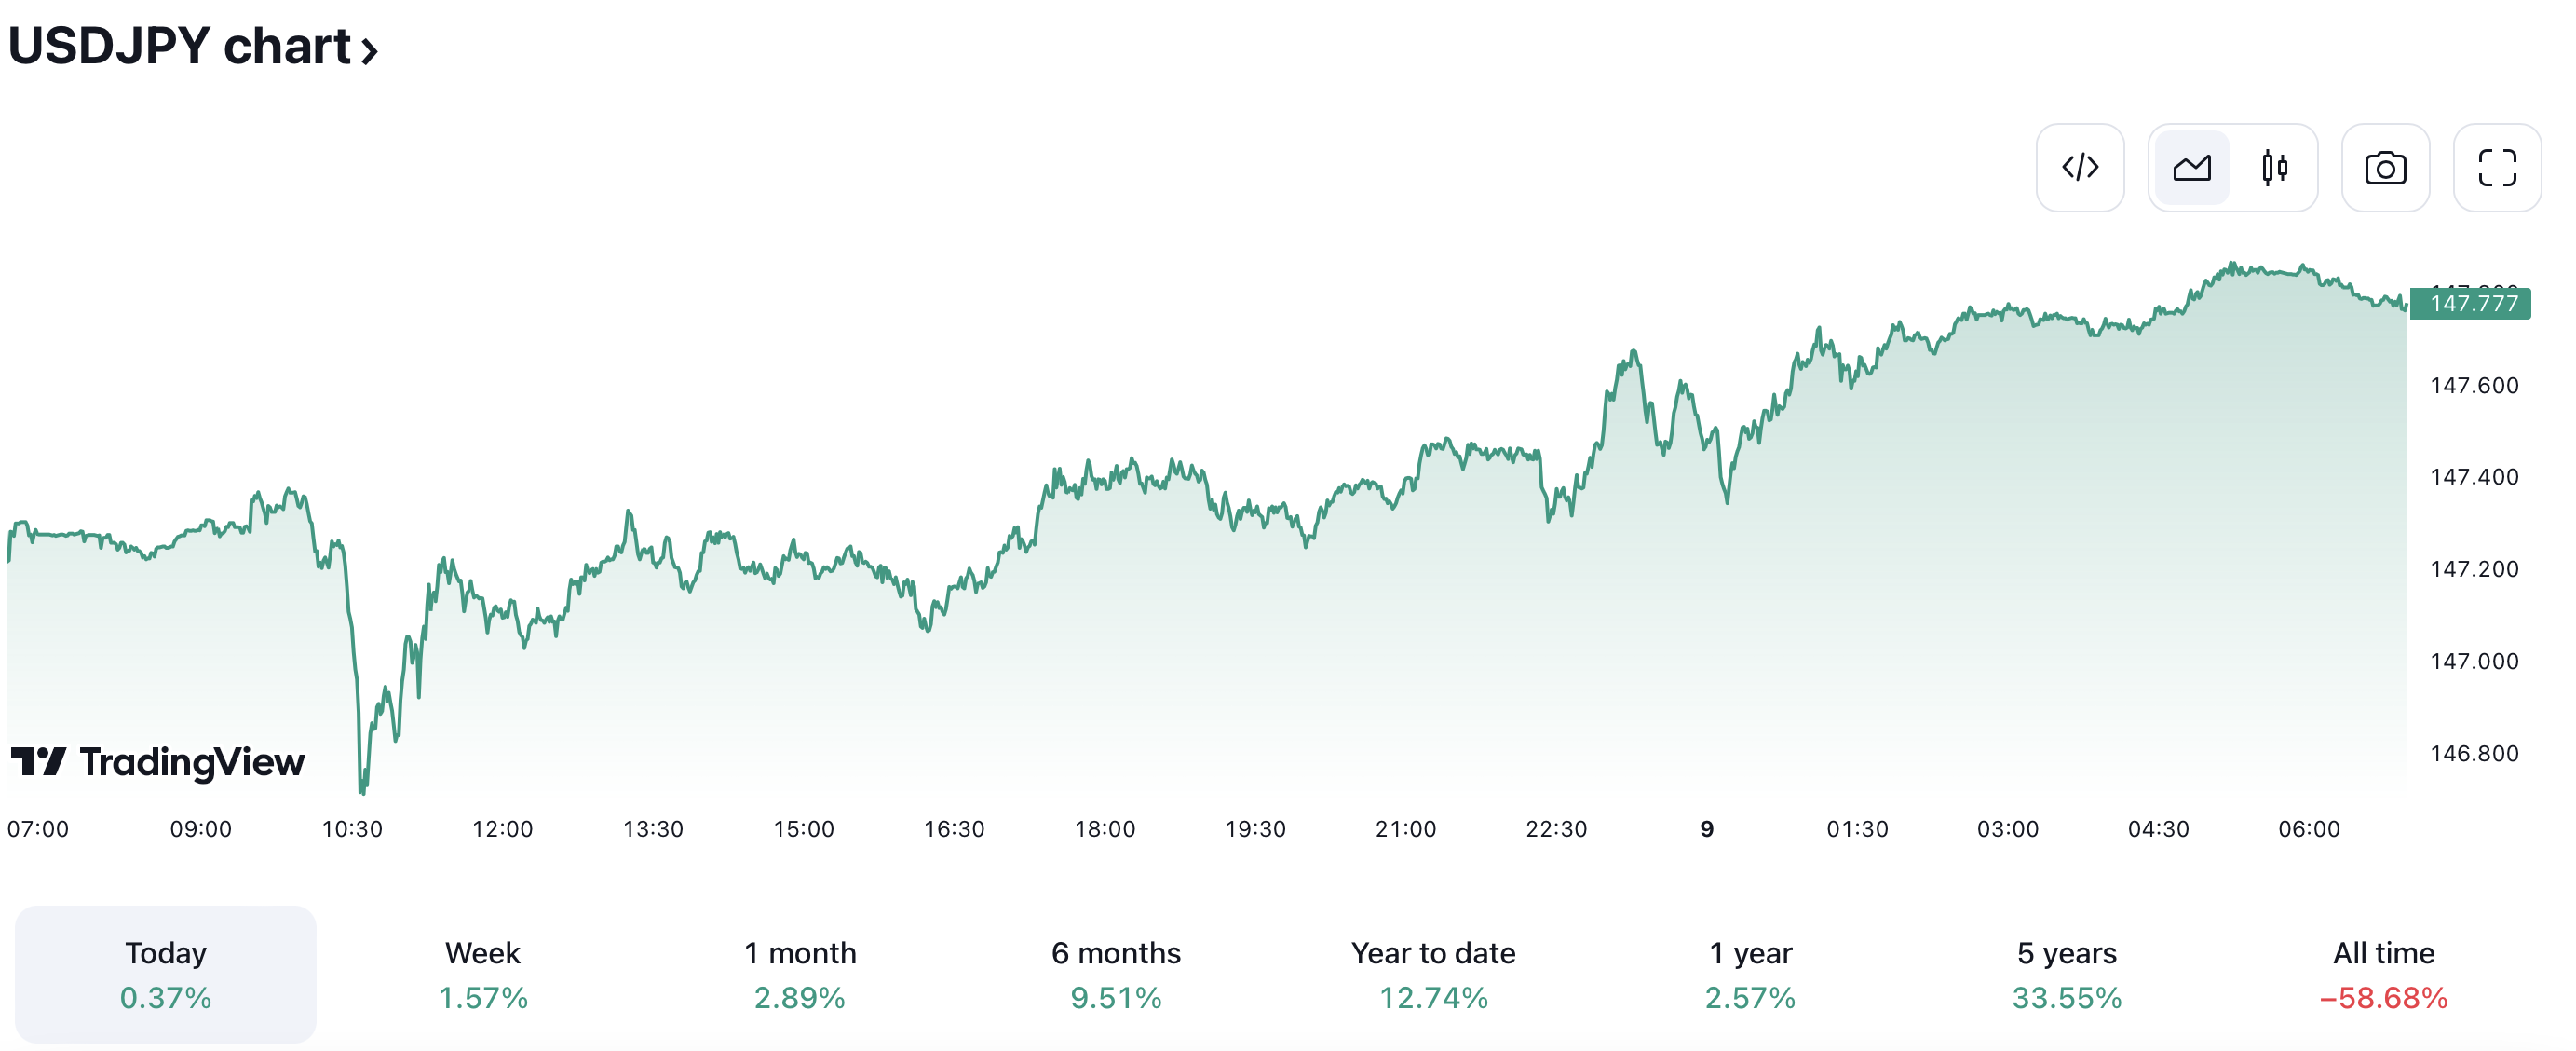 USDJPY chart ›
147.777
147.600
147.400
147.200
147.000
146.800
TradingView
07:00 09:00 10:30 12:00 13:30 15:00 16:30 18:00 19:30 21:00 22:30 9 01:30 03:00 04:30 06:00
Today Week 1 month 6 months Year to date 1 year 5 years All time
0.37% 1.57% 2.89% 9.51% 12.74% 2.57% 33.55% −58.68%